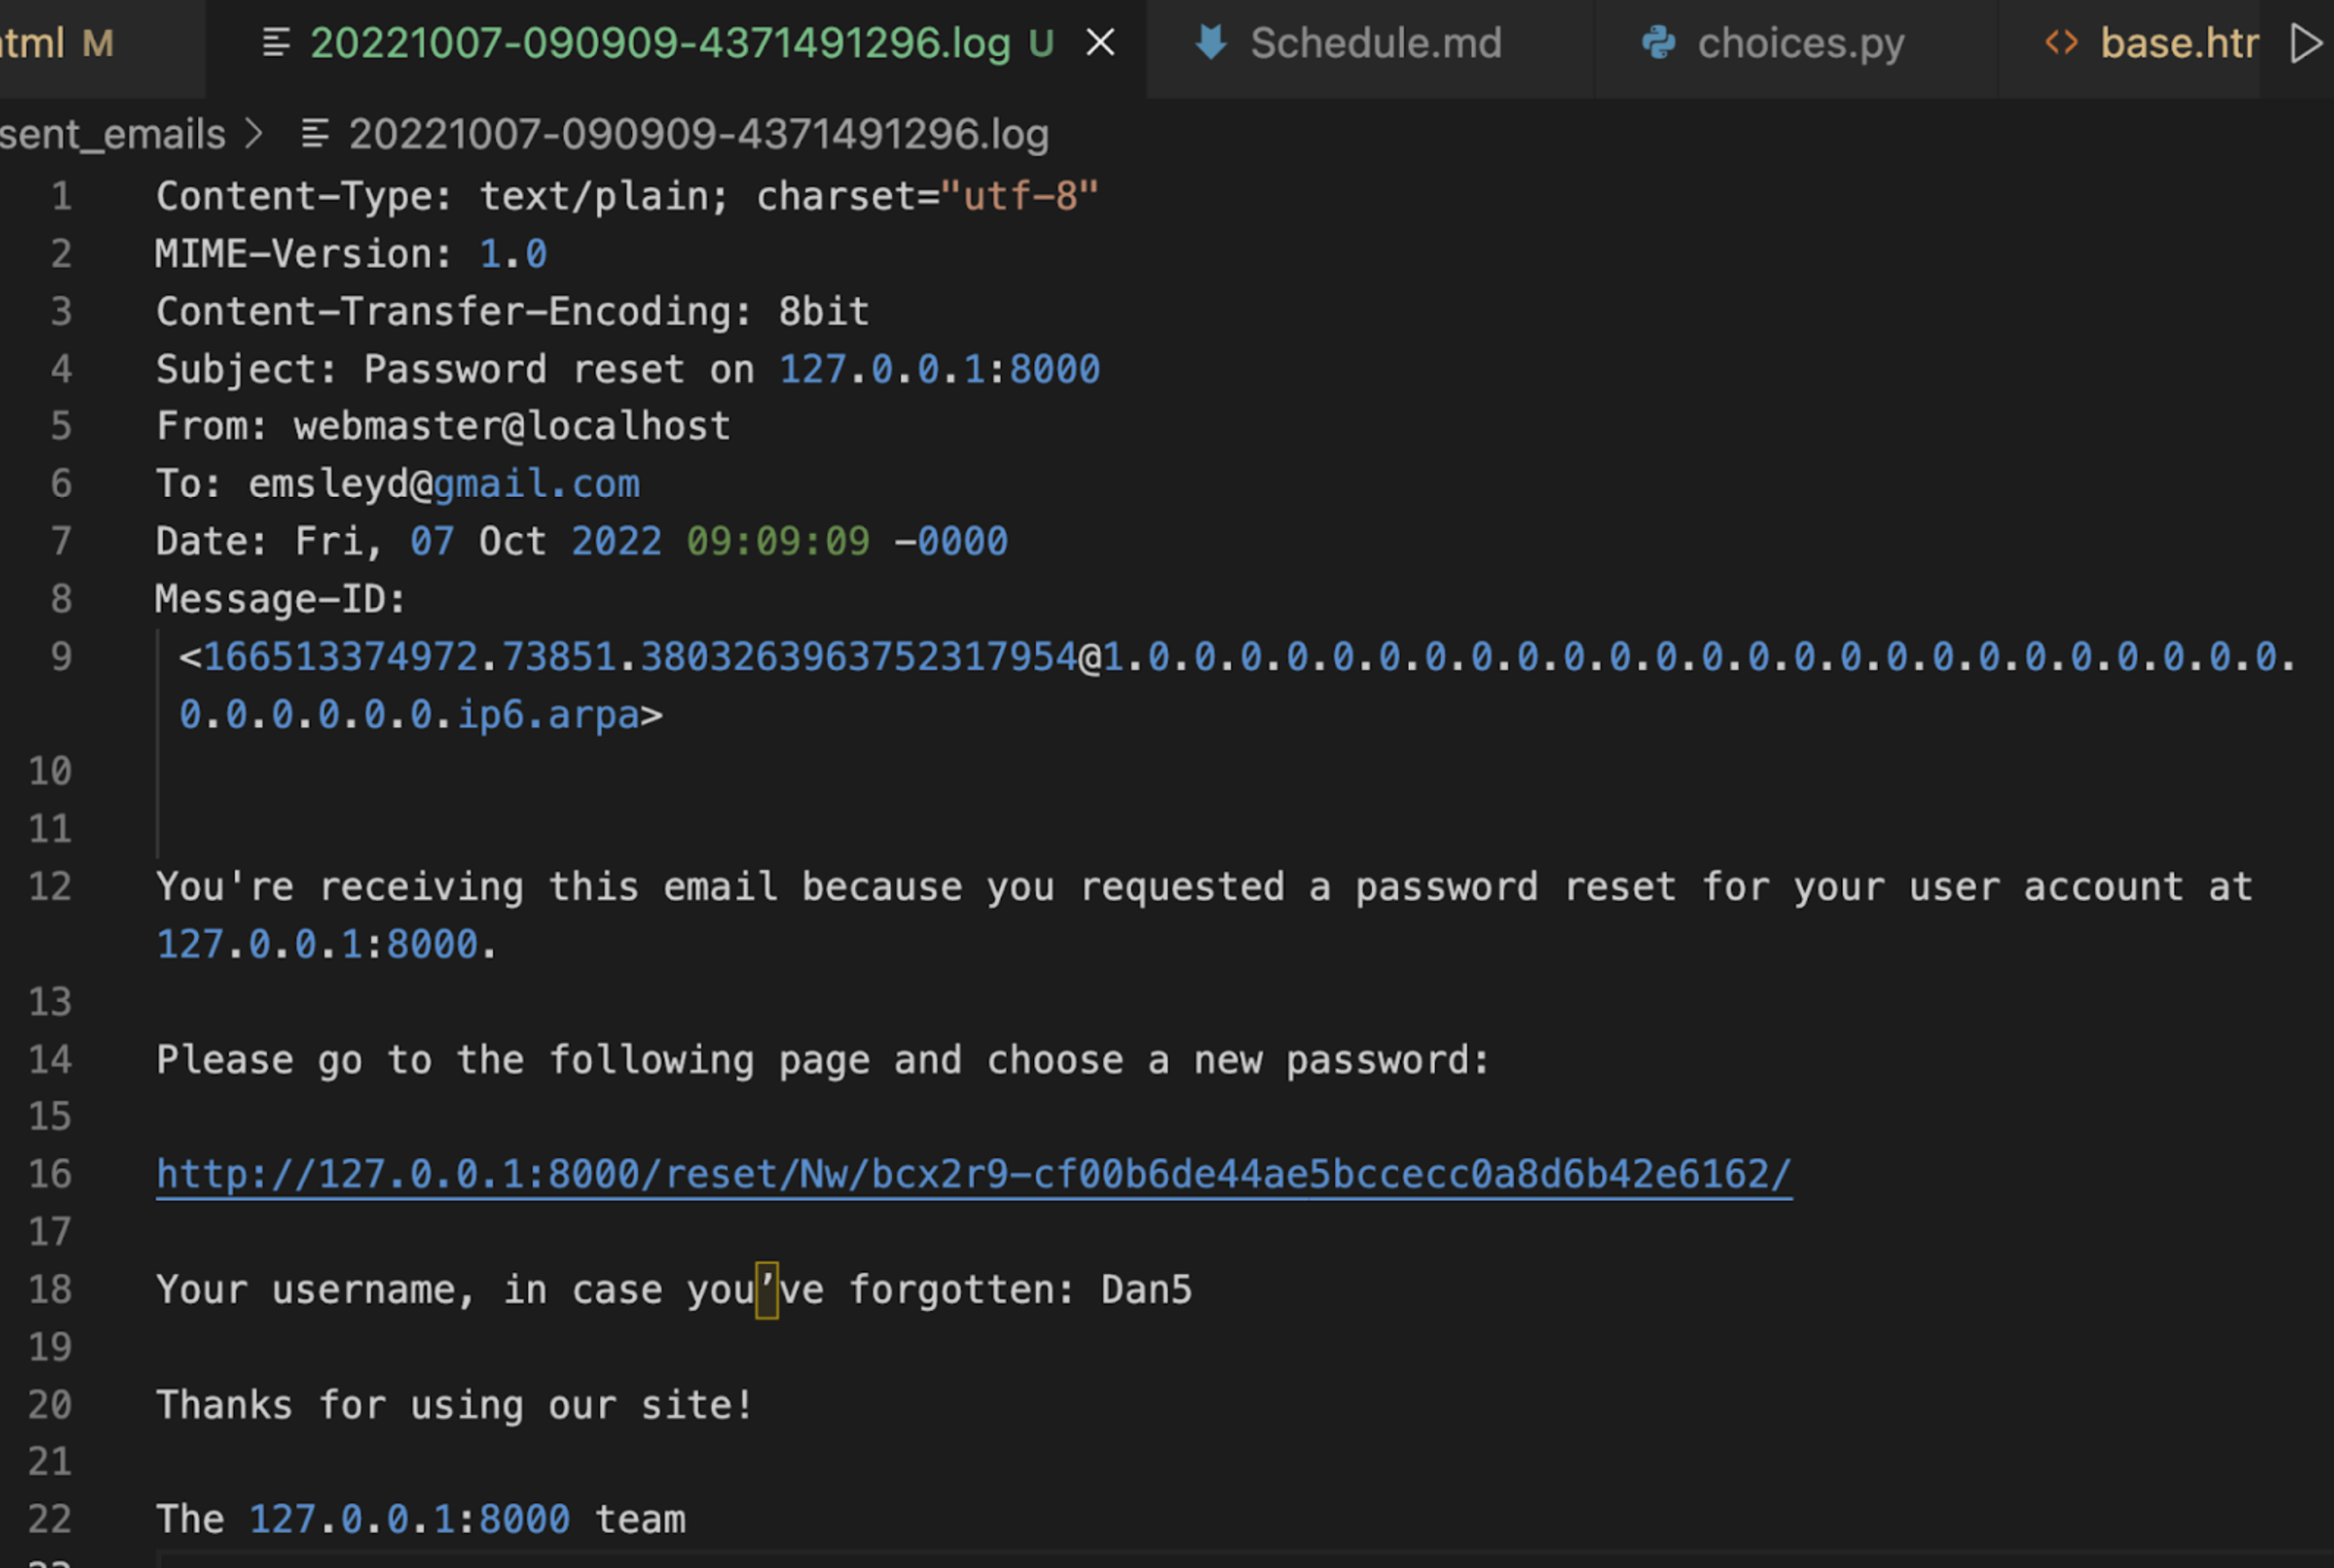 tml M 20221007-090909-4371491296.log U Schedule.md choices.py base.htr
sent_emails > 20221007-090909-4371491296.log
1 Content-Type: text/plain; charset="utf-8"
2 MIME-Version: 1.0
3 Content-Transfer-Encoding: 8bit
4 Subject: Password reset on 127.0.0.1:8000
5 From: webmaster@localhost
6 To: emsleyd@gmail.com
7 Date: Fri, 07 Oct 2022 09:09:09 -0000
8 Message-ID:
9 <166513374972.73851.3803263963752317954@1.0.0.0.0.0.0.0.0.0.0.0.0.0.0.0.0.0.0.0.0.0.0.0.0.0.
0.0.0.0.0.0.ip6.arpa>
10
11
12 You're receiving this email because you requested a password reset for your user account at
127.0.0.1:8000.
13
14 Please go to the following page and choose a new password:
15
16 http://127.0.0.1:8000/reset/Nw/bcx2r9-cf00b6de44ae5bccecc0a8d6b42e6162/
17
18 Your username, in case you’ve forgotten: Dan5
19
20 Thanks for using our site!
21
22 The 127.0.0.1:8000 team